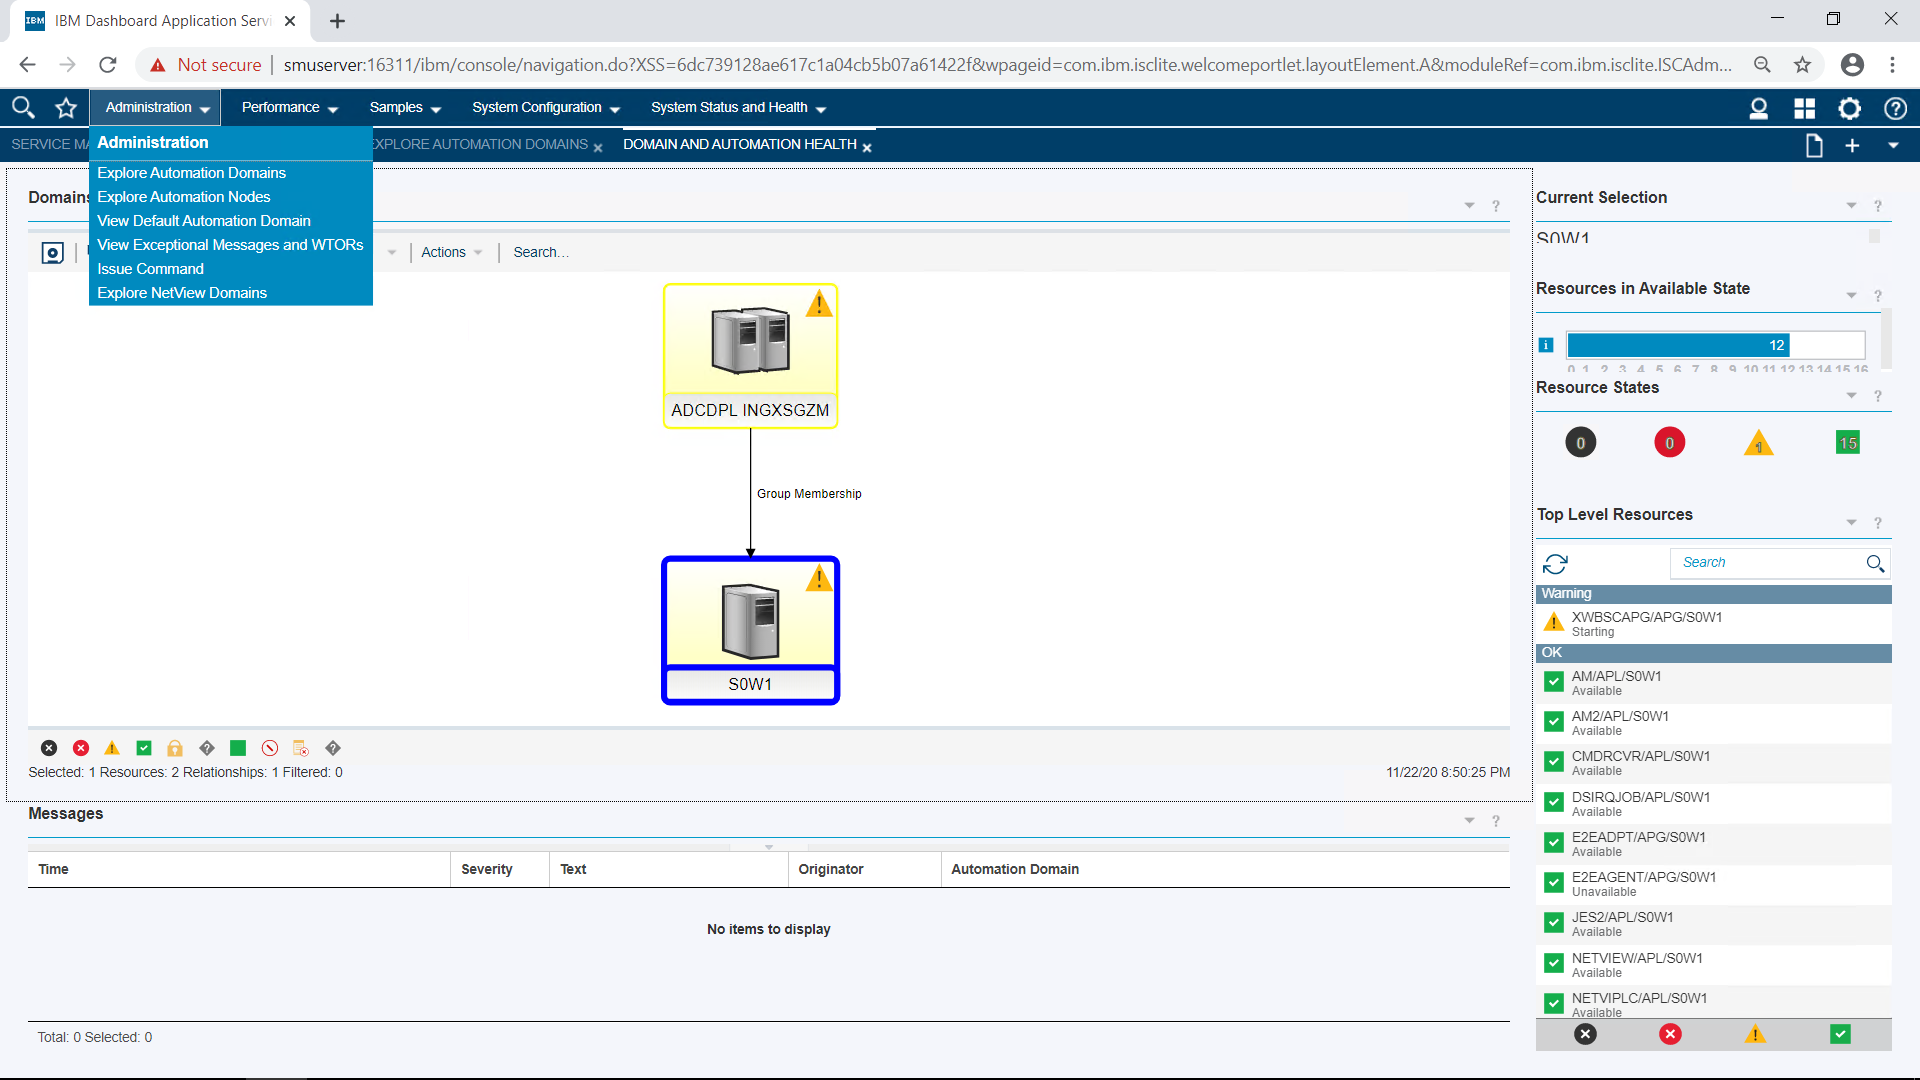 IBM IBM Dashboard Application Servi
Not secure smuserver:16311/ibm/console/navigation.do?XSS=6dc739128ae617c1a04cb5b07a61422f&wpageid=com.ibm.isclite.welcomeportlet.layoutElement.A&moduleRef=com.ibm.isclite.ISCAdm...
Administration Performance Samples System Configuration System Status and Health
SERVICE MA EXPLORE AUTOMATION DOMAINS DOMAIN AND AUTOMATION HEALTH
Administration
Explore Automation Domains
Explore Automation Nodes
View Default Automation Domain
View Exceptional Messages and WTORs
Issue Command
Explore NetView Domains
Domains
Actions Search...
ADCDPL INGXSGZM
Group Membership
S0W1
Selected: 1 Resources: 2 Relationships: 1 Filtered: 0 11/22/20 8:50:25 PM
Messages
Time Severity Text Originator Automation Domain
No items to display
Total: 0 Selected: 0
Current Selection
S0W1
Resources in Available State
12
0 1 2 3 4 5 6 7 8 9 10 11 12 13 14 15 16
Resource States
0 0 1 15
Top Level Resources
Search
Warning
XWBSCAPG/APG/S0W1
Starting
OK
AM/APL/S0W1
Available
AM2/APL/S0W1
Available
CMDRCVR/APL/S0W1
Available
DSIRQJOB/APL/S0W1
Available
E2EADPT/APG/S0W1
Available
E2EAGENT/APG/S0W1
Unavailable
JES2/APL/S0W1
Available
NETVIEW/APL/S0W1
Available
NETVIPLC/APL/S0W1
Available